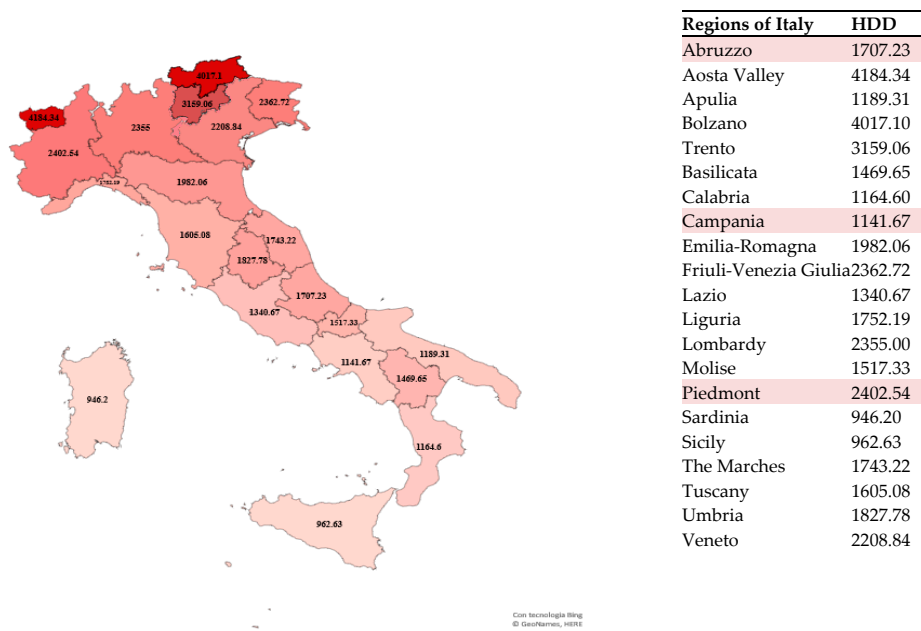 4017.1
3159.06
2362.72
4184.34
2355
2208.84
2402.54
1752.19
1982.06
1605.08
1743.22
1827.78
1707.23
1340.67
1517.33
1141.67
1189.31
1469.65
946.2
1164.6
962.63
Con tecnologia Bing
© GeoNames, HERE
Regions of Italy HDD
Abruzzo 1707.23
Aosta Valley 4184.34
Apulia 1189.31
Bolzano 4017.10
Trento 3159.06
Basilicata 1469.65
Calabria 1164.60
Campania 1141.67
Emilia-Romagna 1982.06
Friuli-Venezia Giulia 2362.72
Lazio 1340.67
Liguria 1752.19
Lombardy 2355.00
Molise 1517.33
Piedmont 2402.54
Sardinia 946.20
Sicily 962.63
The Marches 1743.22
Tuscany 1605.08
Umbria 1827.78
Veneto 2208.84